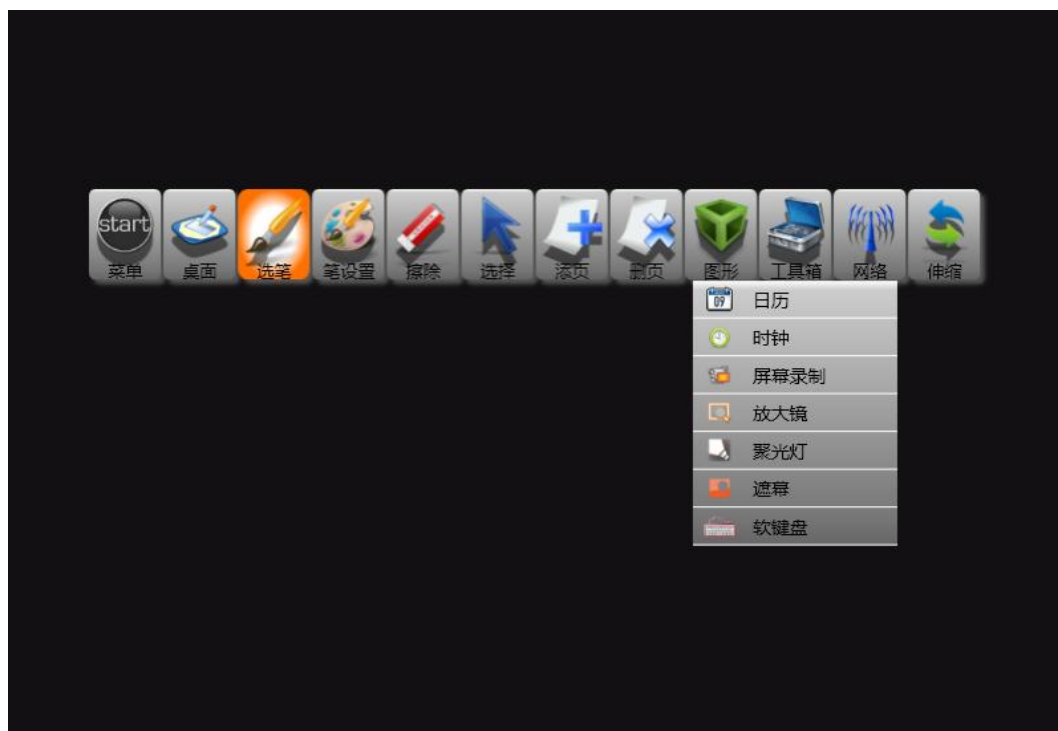 start
菜单 桌面 选笔 笔设置 擦除 选择 添页 删页 图形 工具箱 网络 伸缩
09 日历
时钟
屏幕录制
放大镜
聚光灯
遮幕
软键盘